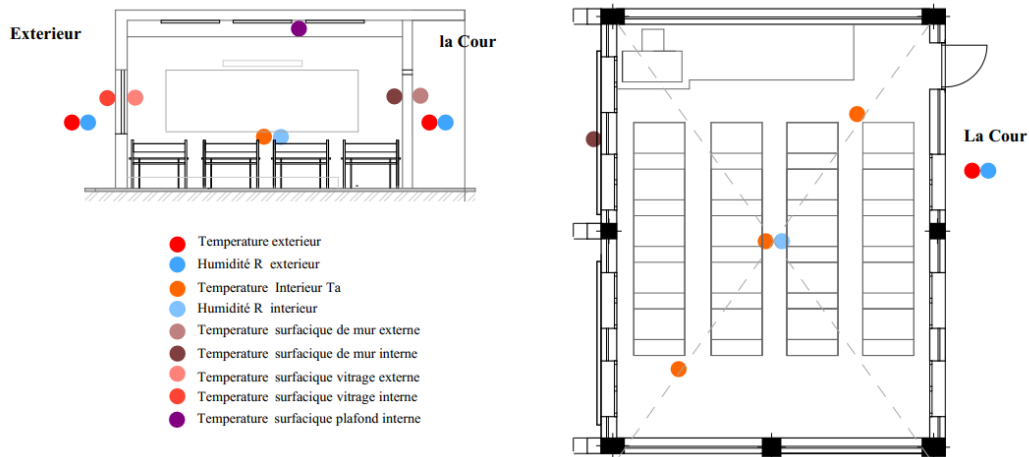 Exterieur
la Cour
Temperature exterieur
Humidité R exterieur
Temperature Interieur Ta
Humidité R interieur
Temperature surfacique de mur externe
Temperature surfacique de mur interne
Temperature surfacique vitrage externe
Temperature surfacique vitrage interne
Temperature surfacique plafond interne
La Cour